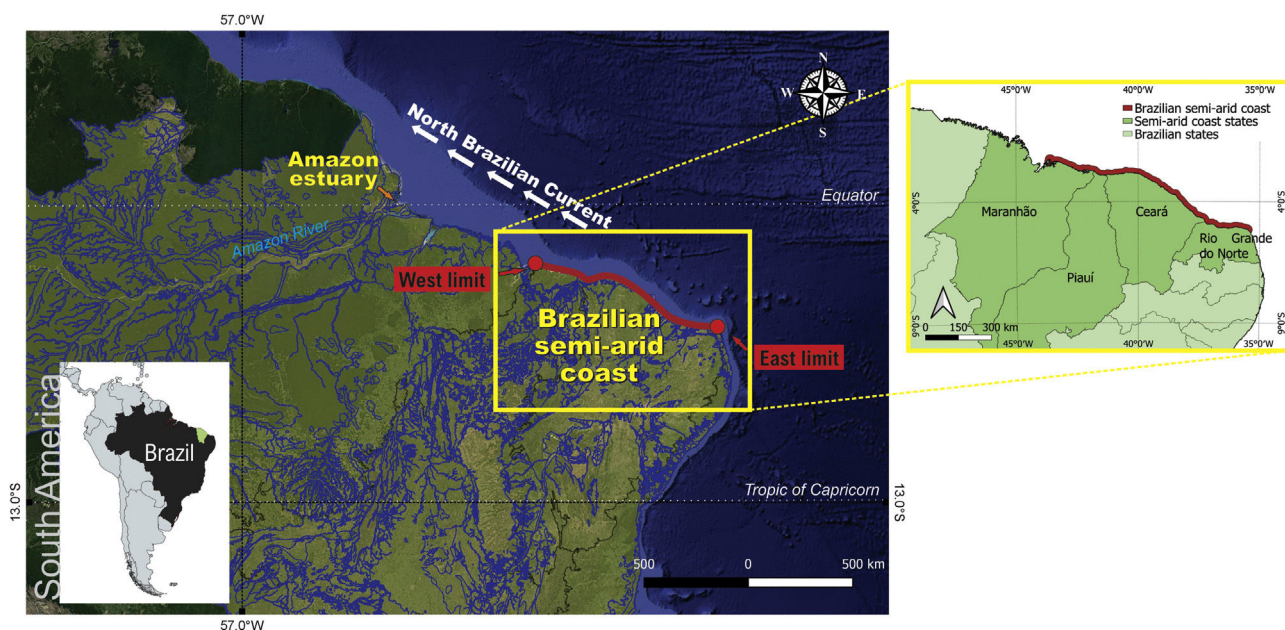 57.0°W
N
W
E
S
North Brazilian Current
Amazon
estuary
Equator
Amazon River
West limit
Brazilian
semi-arid
coast
East limit
South America
Brazil
Tropic of Capricorn
13.0°S
13.0°S
500
0
500 km
57.0°W
45°0'W
40°0'W
35°0'W
Brazilian semi-arid coast
Semi-arid coast states
Brazilian states
4°0'S
4°0'S
Maranhão
Ceará
Rio Grande
do Norte
Piauí
9°0'S
0
150
300 km
45°0'W
40°0'W
35°0'W